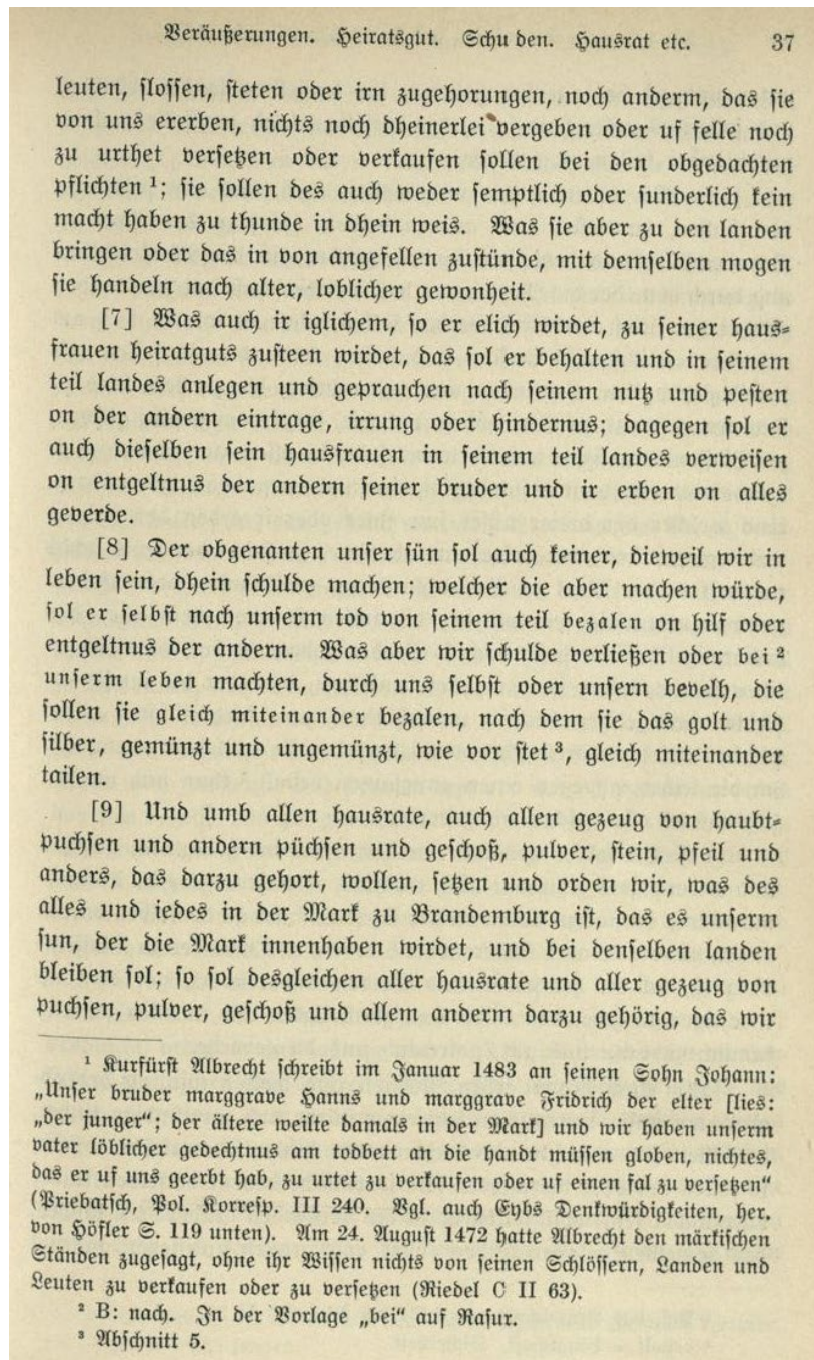 Veräußerungen. Heiratsgut. Schu den. Hausrat etc. 37
leuten, slossen, steten oder irn zugehorungen, noch anderm, das sie
von uns ererben, nichts noch dheinerlei vergeben oder uf felle noch
zu urthet versetzen oder verkaufen sollen bei den obgedachten
pflichten ¹; sie sollen des auch weder semptlich oder sunderlich kein
macht haben zu thunde in dhein weis. Was sie aber zu den landen
bringen oder das in von angefellen zustünde, mit demselben mogen
sie handeln nach alter, loblicher gewonheit.
[7] Was auch ir iglichem, so er elich wirdet, zu seiner haus-
frauen heiratguts zusteen wirdet, das sol er behalten und in seinem
teil landes anlegen und geprauchen nach seinem nutz und pesten
on der andern eintrage, irrung oder hindernus; dagegen sol er
auch dieselben sein hausfrauen in seinem teil landes verweisen
on entgeltnus der andern seiner bruder und ir erben on alles
geverde.
[8] Der obgenanten unser sün sol auch keiner, dieweil wir in
leben sein, dhein schulde machen; welcher die aber machen würde,
sol er selbst nach unserm tod von seinem teil bezalen on hilf oder
entgeltnus der andern. Was aber wir schulde verließen oder bei ²
unserm leben machten, durch uns selbst oder unsern bevelh, die
sollen sie gleich miteinander bezalen, nach dem sie das golt und
silber, gemünzt und ungemünzt, wie vor stet ³, gleich miteinander
tailen.
[9] Und umb allen hausrate, auch allen gezeug von haubt-
puchsen und andern püchsen und geschoß, pulver, stein, pfeil und
anders, das darzu gehort, wollen, setzen und orden wir, was des
alles und iedes in der Mark zu Brandemburg ist, das es unserm
sun, der die Mark innenhaben wirdet, und bei denselben landen
bleiben sol; so sol desgleichen aller hausrate und aller gezeug von
puchsen, pulver, geschoß und allem anderm darzu gehörig, das wir
¹ Kurfürst Albrecht schreibt im Januar 1483 an seinen Sohn Johann:
„Unser bruder marggrave Hanns und marggrave Fridrich der elter [lies:
„der junger“; der ältere weilte damals in der Mark] und wir haben unserm
vater löblicher gedechtnus am todbett an die handt müssen globen, nichtes,
das er uf uns geerbt hab, zu urtet zu verkaufen oder uf einen fal zu versetzen“
(Priebatsch, Pol. Korresp. III 240. Vgl. auch Eybs Denkwürdigkeiten, her.
von Höfler S. 119 unten). Am 24. August 1472 hatte Albrecht den märkischen
Ständen zugesagt, ohne ihr Wissen nichts von seinen Schlössern, Landen und
Leuten zu verkaufen oder zu versetzen (Riedel C II 63).
² B: nach. In der Vorlage „bei“ auf Rasur.
³ Abschnitt 5.